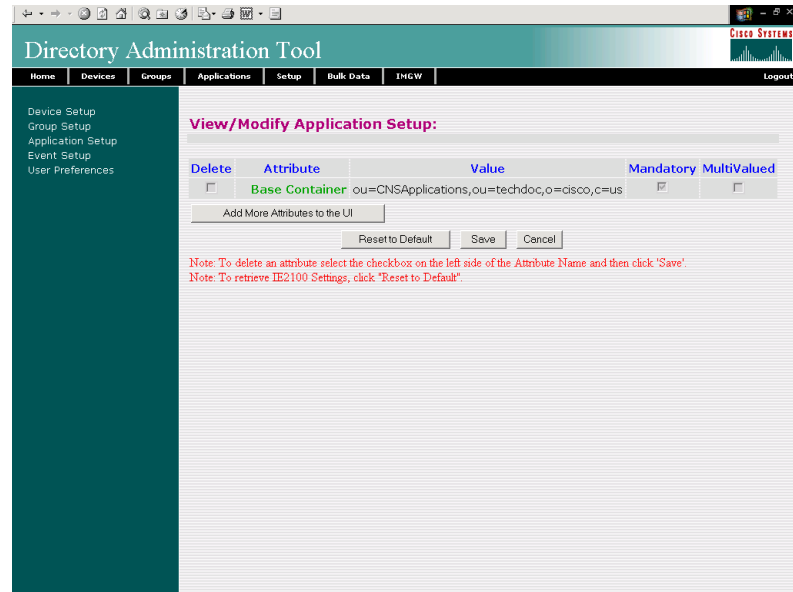 CISCO SYSTEMS
Directory Administration Tool
Home Devices Groups Applications Setup Bulk Data IMGW Logout
Device Setup
Group Setup
Application Setup
Event Setup
User Preferences
View/Modify Application Setup:
Delete Attribute Value Mandatory MultiValued
Base Container ou=CNSApplications,ou=techdoc,o=cisco,c=us
Add More Attributes to the UI
Reset to Default Save Cancel
Note: To delete an attribute select the checkbox on the left side of the Attribute Name and then click 'Save'.
Note: To retrieve IE2100 Settings, click "Reset to Default".